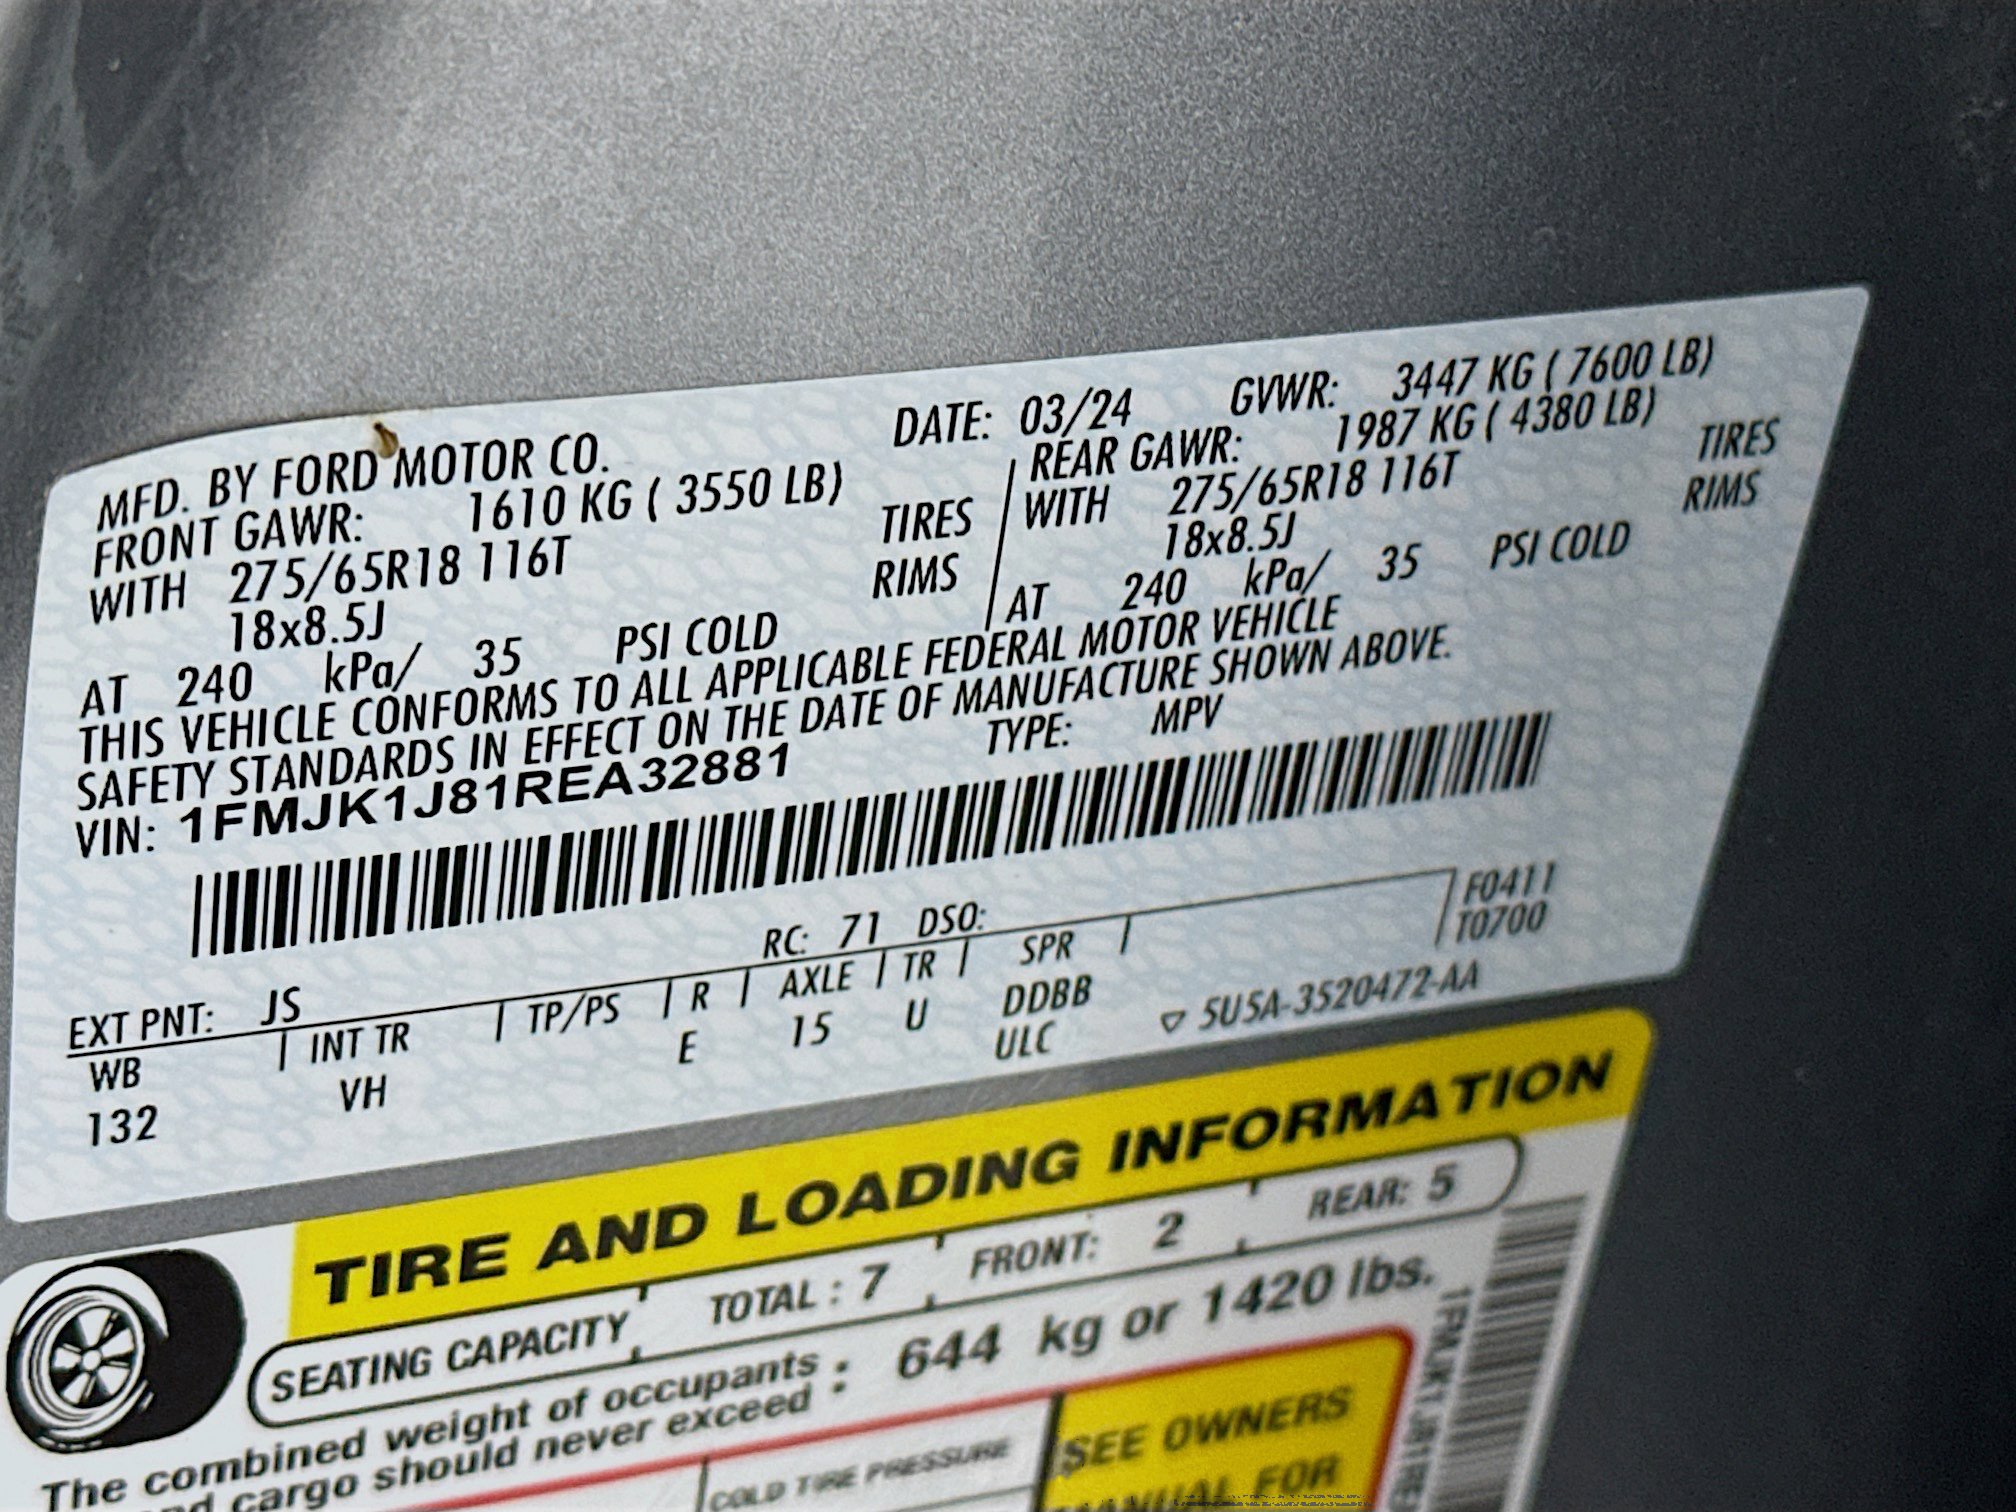 MFD. BY FORD MOTOR CO. DATE: 03/24 GVWR: 3447 KG ( 7600 LB)
FRONT GAWR: 1610 KG ( 3550 LB) REAR GAWR: 1987 KG ( 4380 LB)
WITH 275/65R18 116T TIRES WITH 275/65R18 116T TIRES
18x8.5J RIMS 18x8.5J RIMS
AT 240 kPa/ 35 PSI COLD AT 240 kPa/ 35 PSI COLD
THIS VEHICLE CONFORMS TO ALL APPLICABLE FEDERAL MOTOR VEHICLE
SAFETY STANDARDS IN EFFECT ON THE DATE OF MANUFACTURE SHOWN ABOVE.
VIN: 1FMJK1J81REA32881 TYPE: MPV
F0411
T0700
EXT PNT: JS RC: 71 DSO:
WB | INT TR | TP/PS | R | AXLE | TR | SPR |
132 VH E 15 U DDBB
ULC
▽ 5U5A-3520472-AA
TIRE AND LOADING INFORMATION
SEATING CAPACITY TOTAL : 7 FRONT: 2 REAR: 5
The combined weight of occupants
and cargo should never exceed : 644 kg or 1420 lbs.
COLD TIRE PRESSURE
SEE OWNERS
MANUAL FOR